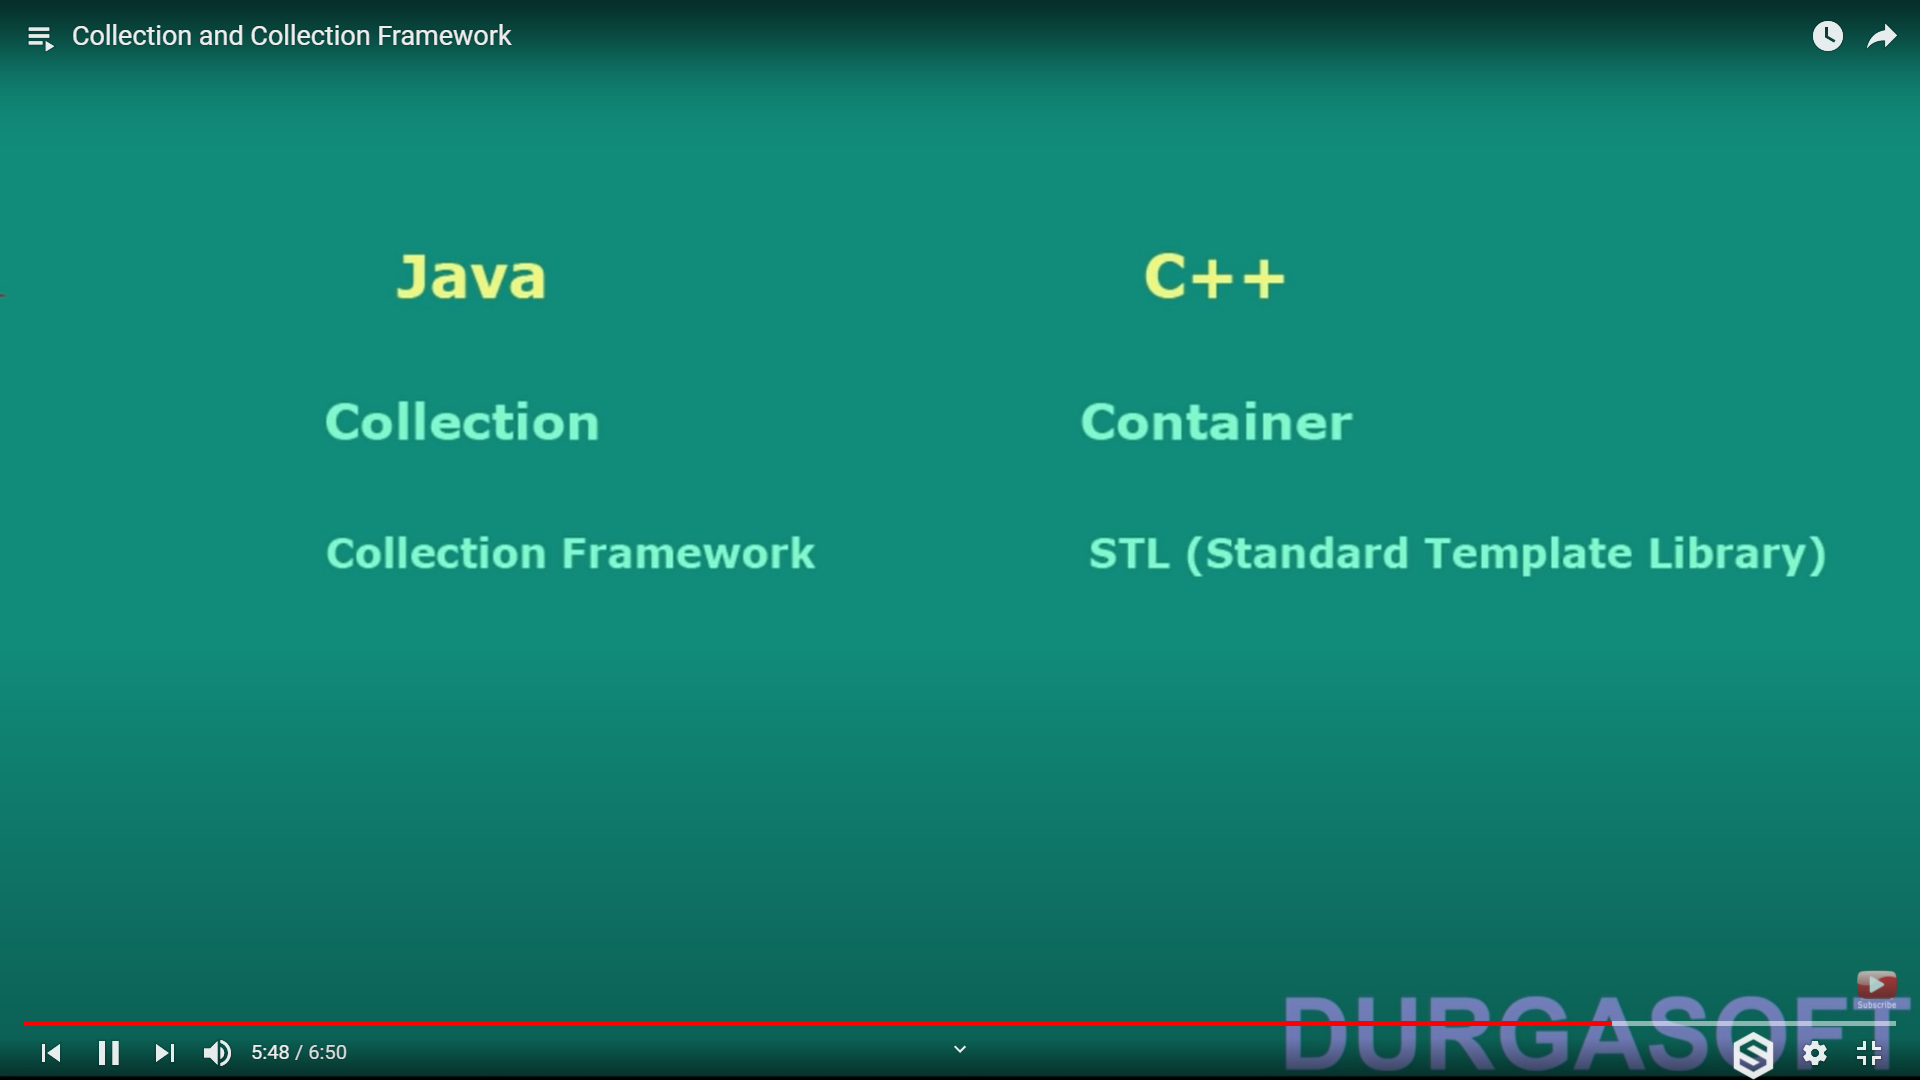 Collection and Collection Framework
Java C++
Collection Container
Collection Framework STL (Standard Template Library)
Subscribe
DURGASOFT
5:48 / 6:50